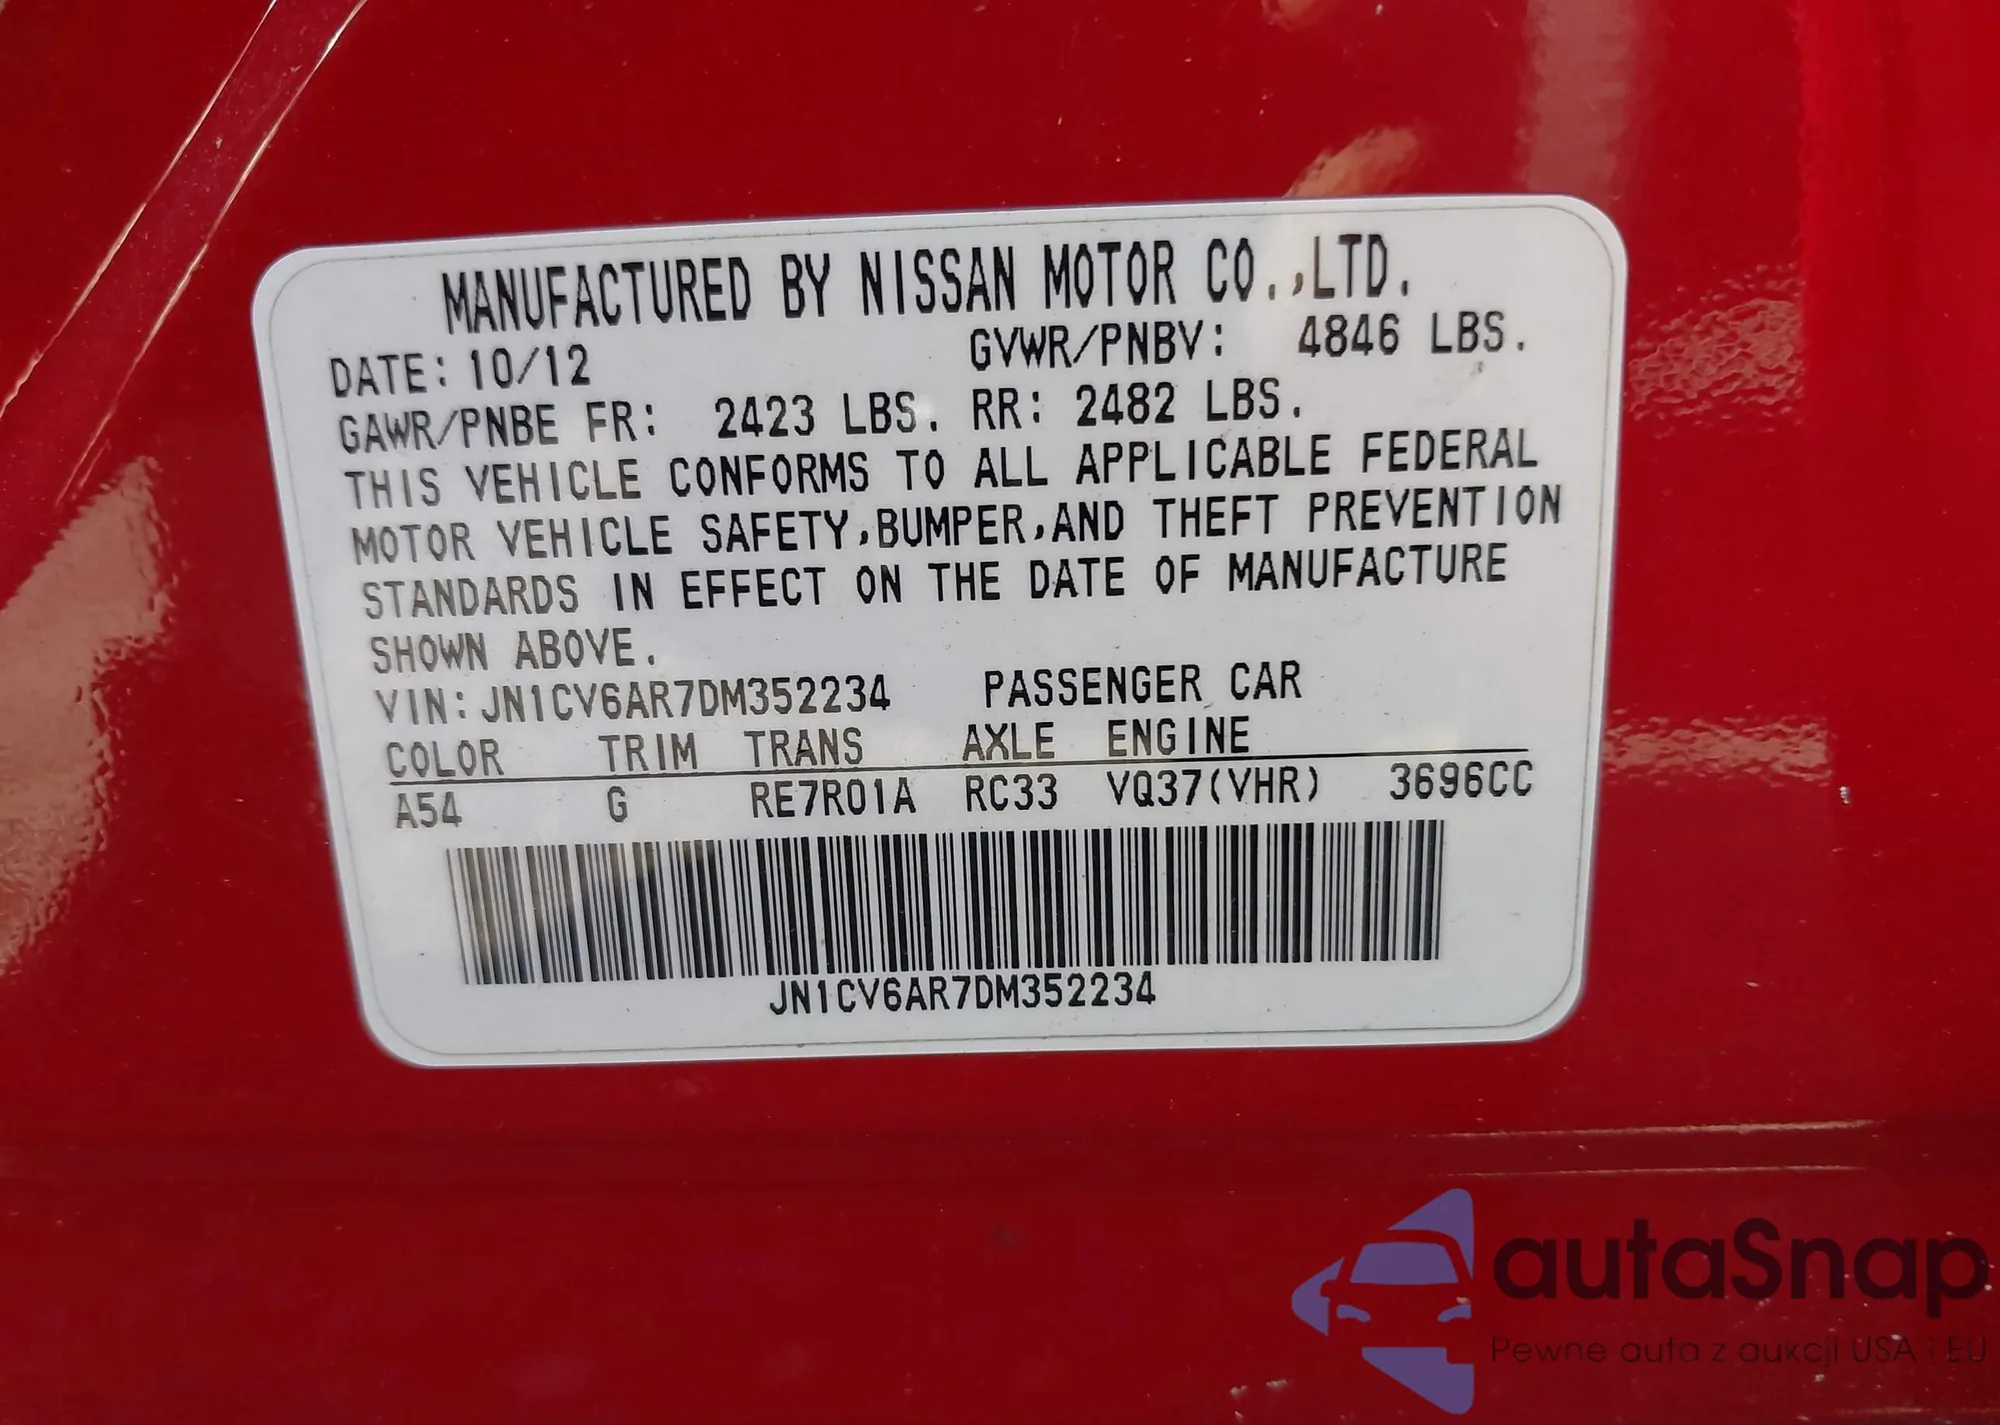 MANUFACTURED BY NISSAN MOTOR CO.,LTD.
DATE: 10/12 GVWR/PNBV: 4846 LBS.
GAWR/PNBE FR: 2423 LBS. RR: 2482 LBS.
THIS VEHICLE CONFORMS TO ALL APPLICABLE FEDERAL
MOTOR VEHICLE SAFETY,BUMPER,AND THEFT PREVENTION
STANDARDS IN EFFECT ON THE DATE OF MANUFACTURE
SHOWN ABOVE.
VIN: JN1CV6AR7DM352234 PASSENGER CAR
COLOR TRIM TRANS AXLE ENGINE
A54 G RE7R01A RC33 VQ37(VHR) 3696CC
JN1CV6AR7DM352234
autaSnap
Pewne auta z aukcji USA i EU